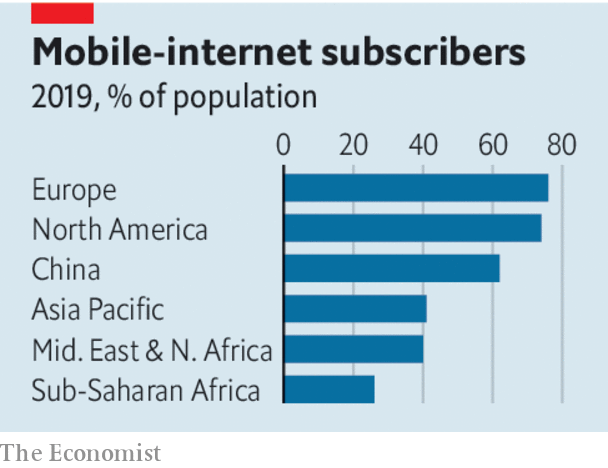 Mobile-internet subscribers
2019, % of population
0 20 40 60 80
Europe
North America
China
Asia Pacific
Mid. East & N. Africa
Sub-Saharan Africa
The Economist